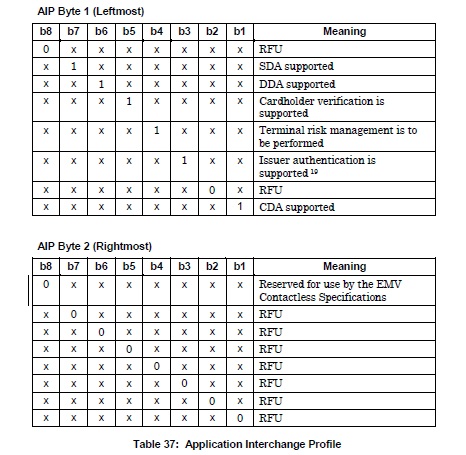 AIP Byte 1 (Leftmost)
b8 b7 b6 b5 b4 b3 b2 b1 Meaning
0 x x x x x x x RFU
x 1 x x x x x x SDA supported
x x 1 x x x x x DDA supported
x x x 1 x x x x Cardholder verification is
supported
x x x x 1 x x x Terminal risk management is to
be performed
x x x x x 1 x x Issuer authentication is
supported 19
x x x x x x 0 x RFU
x x x x x x x 1 CDA supported
AIP Byte 2 (Rightmost)
b8 b7 b6 b5 b4 b3 b2 b1 Meaning
0 x x x x x x x Reserved for use by the EMV
Contactless Specifications
x 0 x x x x x x RFU
x x 0 x x x x x RFU
x x x 0 x x x x RFU
x x x x 0 x x x RFU
x x x x x 0 x x RFU
x x x x x x 0 x RFU
x x x x x x x 0 RFU
Table 37: Application Interchange Profile